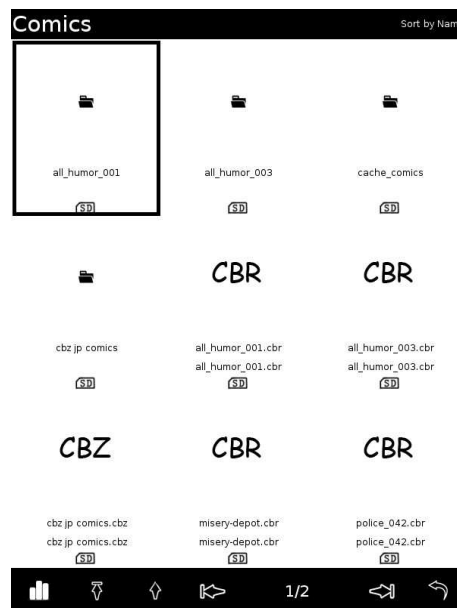 Comics
Sort by Nam
all_humor_001
all_humor_003
cache_comics
SD
SD
SD
CBR
CBR
cbz jp comics
all_humor_001.cbr
all_humor_003.cbr
all_humor_001.cbr
all_humor_003.cbr
SD
SD
SD
CBZ
CBR
CBR
cbz jp comics.cbz
misery-depot.cbr
police_042.cbr
cbz jp comics.cbz
misery-depot.cbr
police_042.cbr
SD
SD
SD
1/2